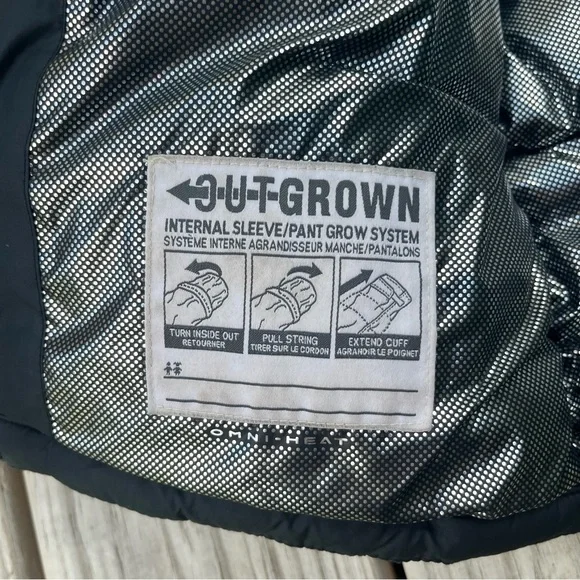 OUTGROWN
INTERNAL SLEEVE/PANT GROW SYSTEM
SYSTÈME INTERNE AGRANDISSEUR MANCHE/PANTALONS
TURN INSIDE OUT
RETOURNER
PULL STRING
TIRER SUR LE CORDON
EXTEND CUFF
AGRANDIR LE POIGNET
OMNI-HEAT